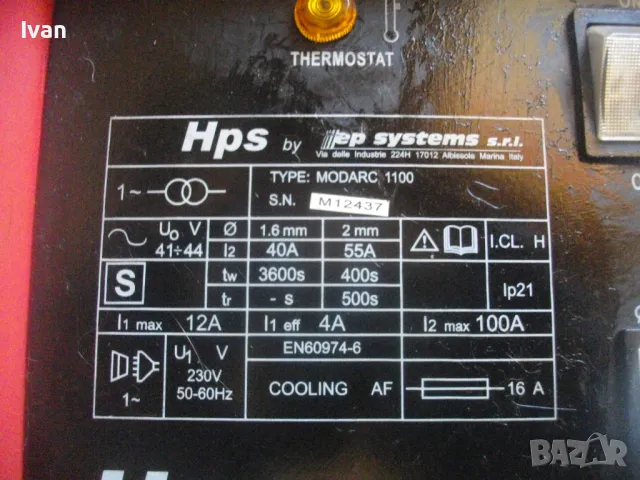 Ivan
THERMOSTAT
Hps by ep systems s.r.l.
Via delle Industrie 224H 17012 Albissola Marina Italy
1~
TYPE: MODARC 1100
S.N. M12437
U0 V
41÷44
Ø 1.6 mm 2 mm
I2 40A 55A
I.CL. H
S
tw 3600s 400s
tr - s 500s
Ip21
I1 max 12A
I1 eff 4A
I2 max 100A
1~
U1 V
230V
50-60Hz
EN60974-6
COOLING AF
16 A
BAZAR